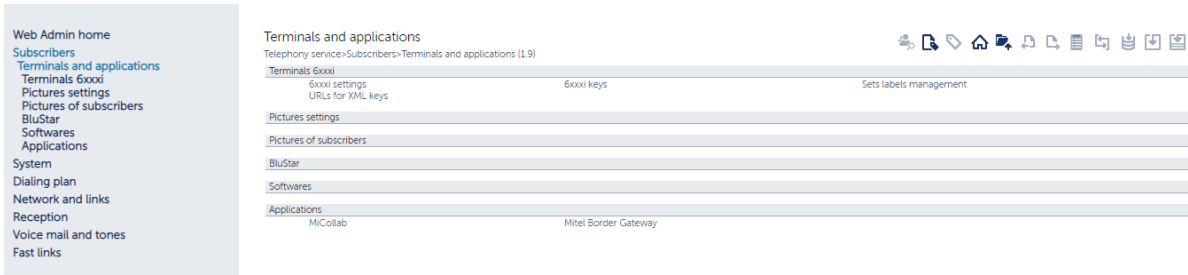 Web Admin home
Subscribers
Terminals and applications
Terminals 6xxxi
Pictures settings
Pictures of subscribers
BluStar
Softwares
Applications
System
Dialing plan
Network and links
Reception
Voice mail and tones
Fast links
Terminals and applications
Telephony service>Subscribers>Terminals and applications (1.9)
Terminals 6xxxi
6xxxi settings 6xxxi keys Sets labels management
URLs for XML keys
Pictures settings
Pictures of subscribers
BluStar
Softwares
Applications
MiCollab Mitel Border Gateway